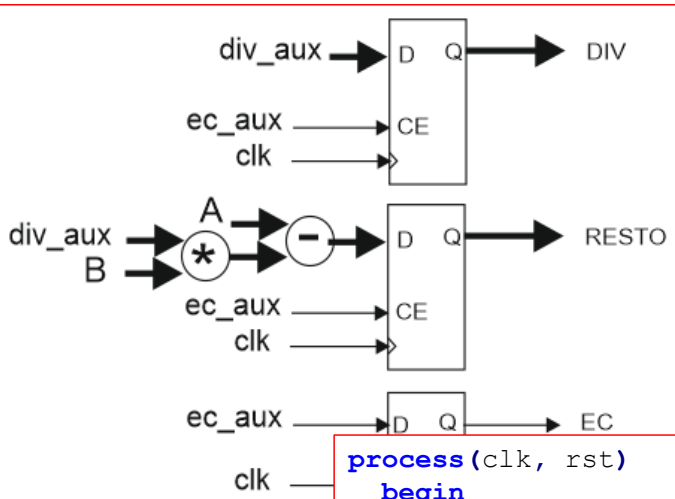 div_aux D Q DIV
ec_aux CE
clk
A
div_aux * - D Q RESTO
B
ec_aux CE
clk
ec_aux D Q EC
clk
process(clk, rst)
begin